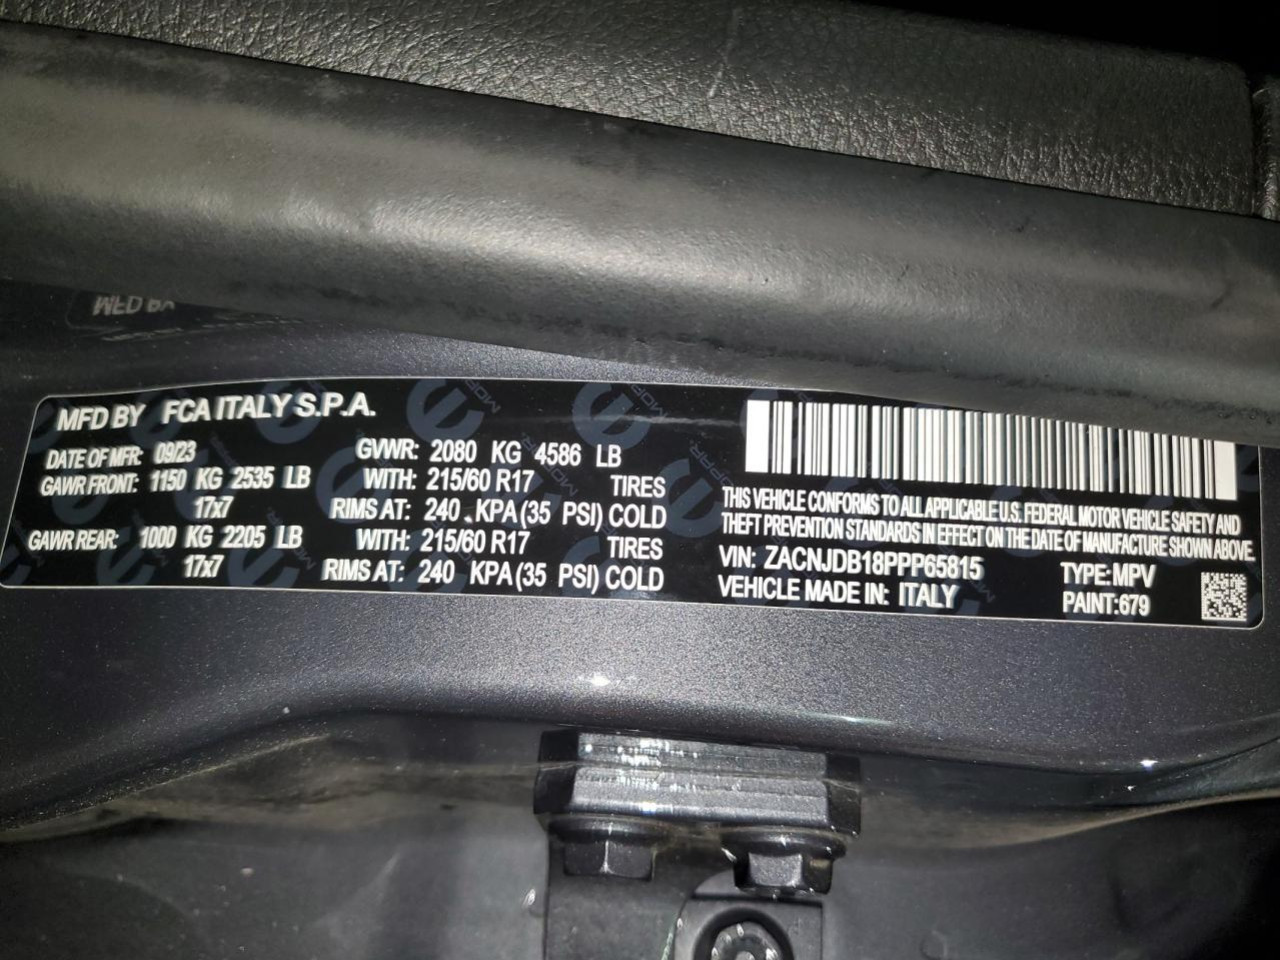 MFD BY
MFD BY FCA ITALY S.P.A.
DATE OF MFR: 09/23 GVWR: 2080 KG 4586 LB
GAWR FRONT: 1150 KG 2535 LB WITH: 215/60 R17 TIRES
17x7 RIMS AT: 240 KPA (35 PSI) COLD
GAWR REAR: 1000 KG 2205 LB WITH: 215/60 R17 TIRES
17x7 RIMS AT: 240 KPA (35 PSI) COLD
THIS VEHICLE CONFORMS TO ALL APPLICABLE U.S. FEDERAL MOTOR VEHICLE SAFETY AND
THEFT PREVENTION STANDARDS IN EFFECT ON THE DATE OF MANUFACTURE SHOWN ABOVE.
VIN: ZACNJDB18PPP65815 TYPE: MPV
VEHICLE MADE IN: ITALY PAINT: 679
MOPAR